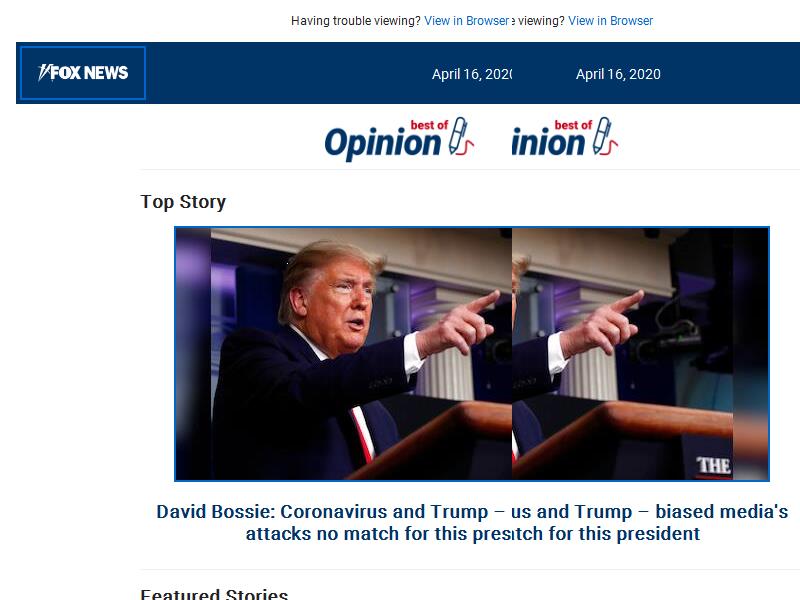 Having trouble viewing? View in Browser e viewing? View in Browser
FOX NEWS
April 16, 2020 April 16, 2020
best of best of
Opinion inion
Top Story
THE
David Bossie: Coronavirus and Trump – us and Trump – biased media's
attacks no match for this presitch for this president
Featured Stories